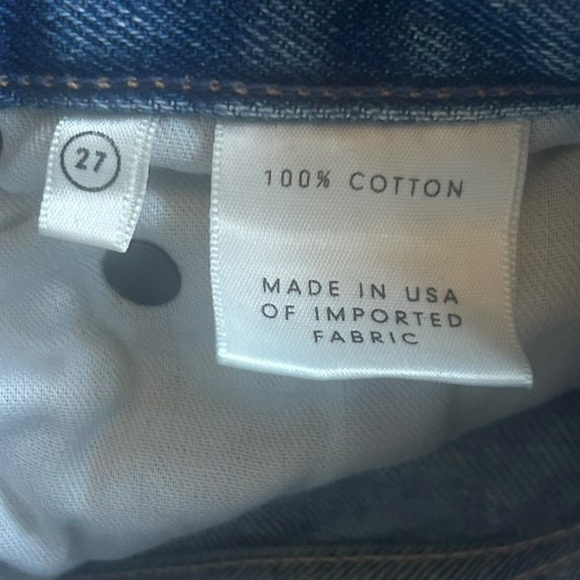 27
100% COTTON
MADE IN USA
OF IMPORTED
FABRIC